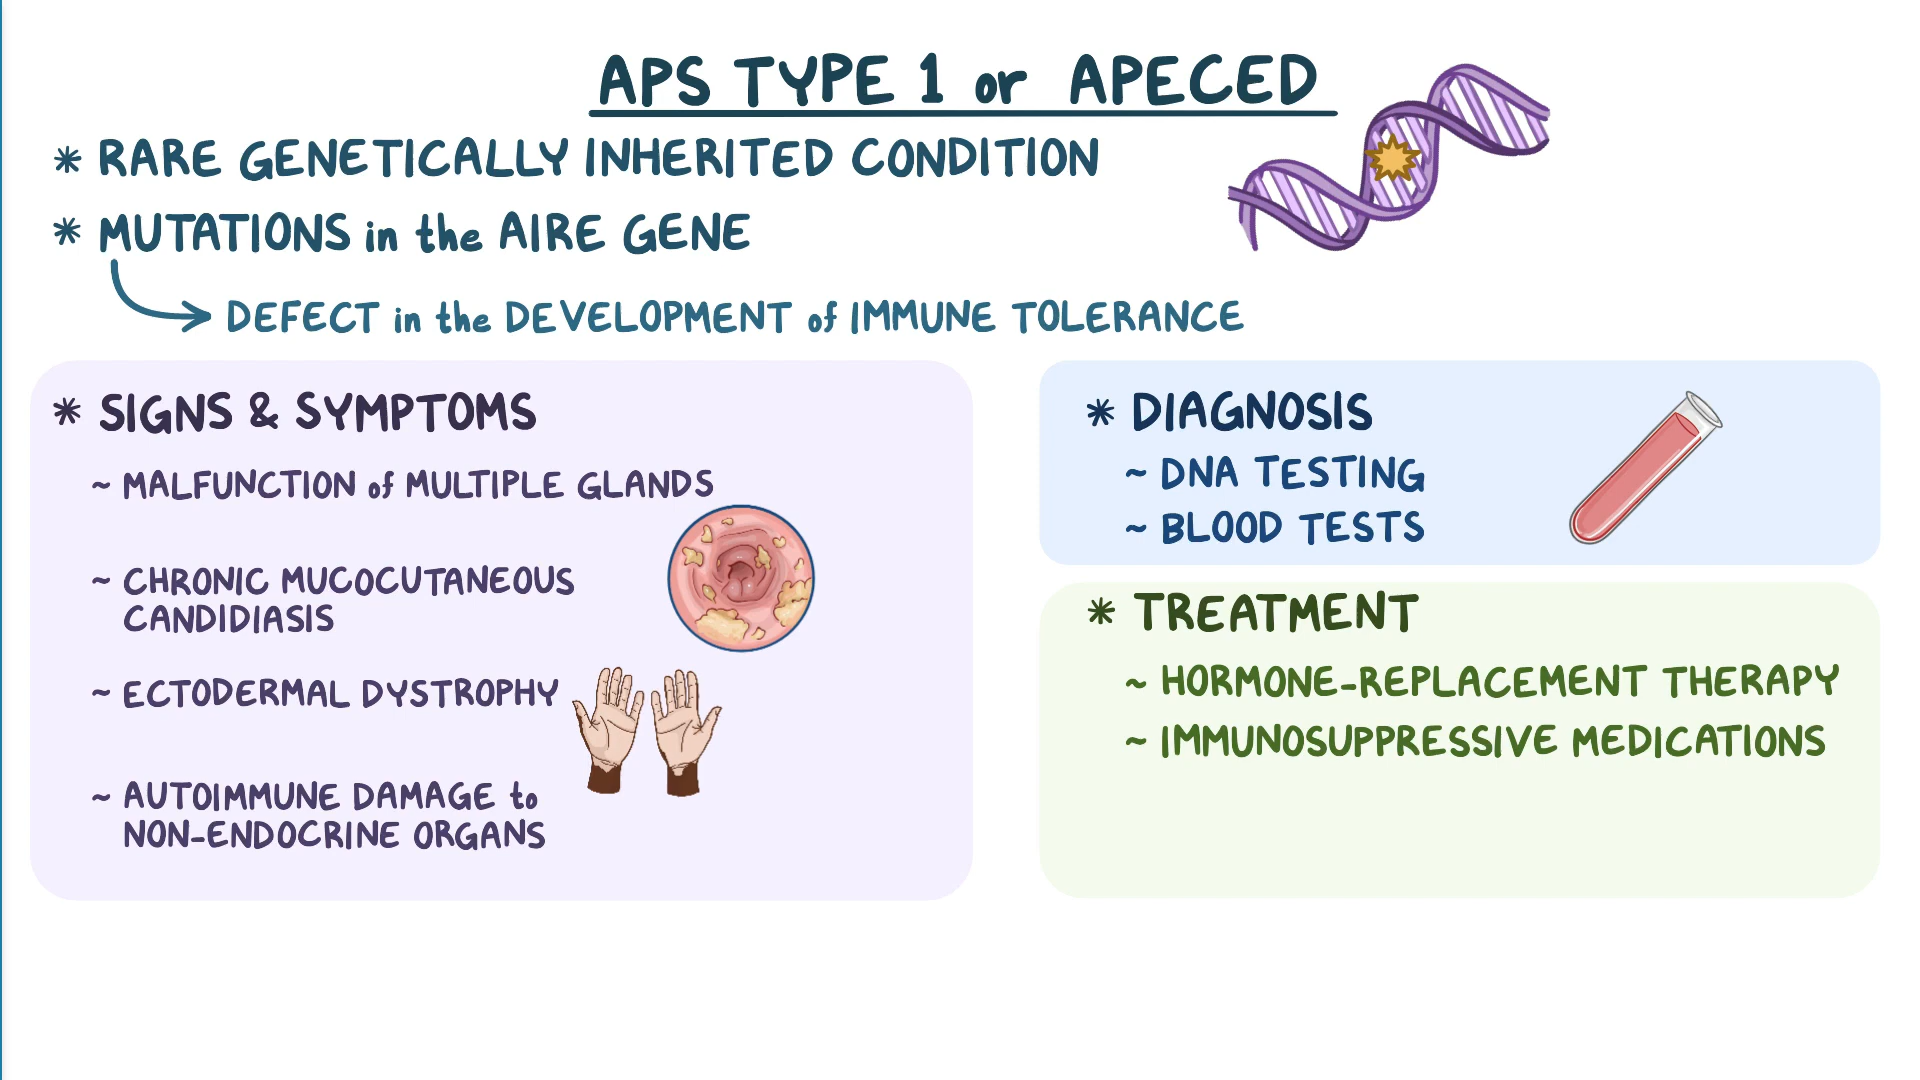 APS TYPE 1 or APECED
* RARE GENETICALLY INHERITED CONDITION
* MUTATIONS in the AIRE GENE
DEFECT in the DEVELOPMENT of IMMUNE TOLERANCE
* SIGNS & SYMPTOMS
~ MALFUNCTION of MULTIPLE GLANDS
~ CHRONIC MUCOCUTANEOUS
CANDIDIASIS
~ ECTODERMAL DYSTROPHY
~ AUTOIMMUNE DAMAGE to
NON-ENDOCRINE ORGANS
* DIAGNOSIS
~ DNA TESTING
~ BLOOD TESTS
* TREATMENT
~ HORMONE-REPLACEMENT THERAPY
~ IMMUNOSUPPRESSIVE MEDICATIONS